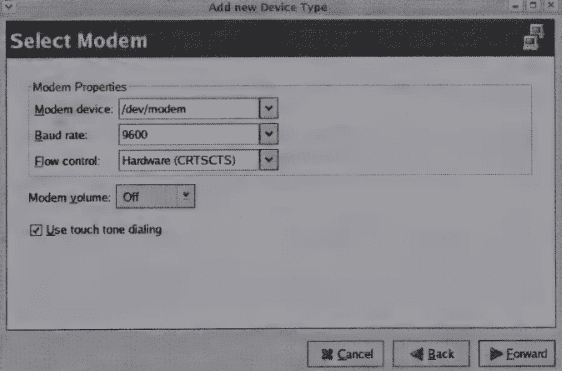 Add new Device Type
Select Modem
Modem Properties
Modem device: /dev/modem
Baud rate: 9600
Flow control: Hardware (CRTSCTS)
Modem volume: Off
Use touch tone dialing
Cancel Back Forward